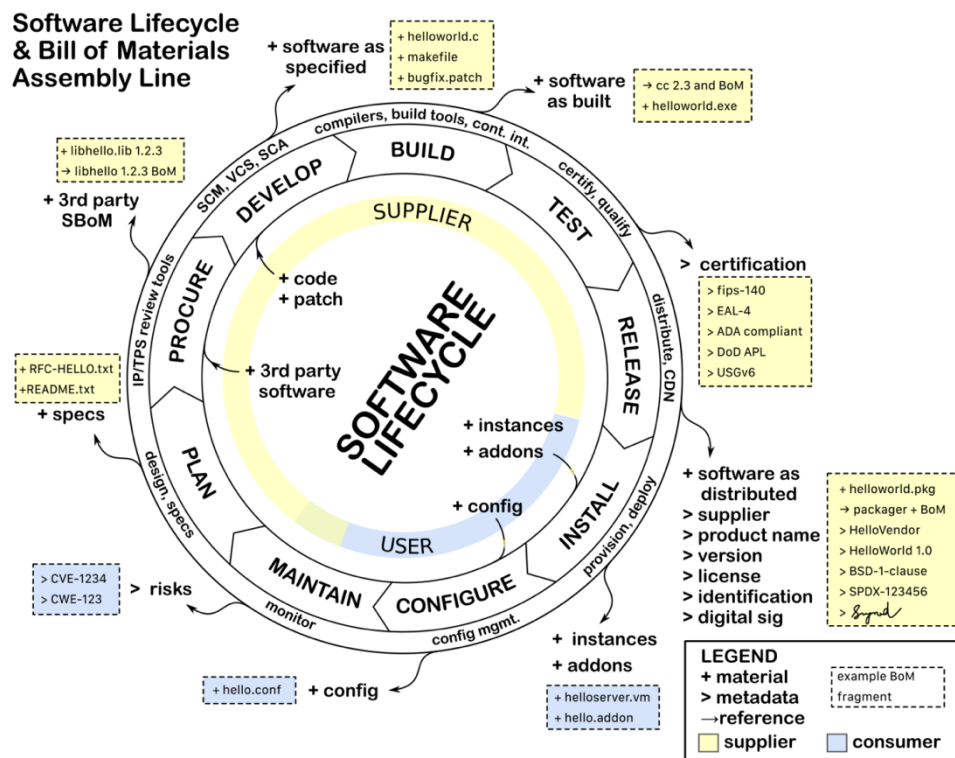 Software Lifecycle
& Bill of Materials
Assembly Line
+ software as
specified
+ helloworld.c
+ makefile
+ bugfix.patch
+ software
as built
→ cc 2.3 and BoM
+ helloworld.exe
+ libhello.lib 1.2.3
→ libhello 1.2.3 BoM
+ 3rd party
SBoM
SCM, VCS, SCA
compilers, build tools, cont. int.
certify, qualify
distribute, CDN
provision, deploy
config mgmt.
monitor
design, specs
IP/TPS review tools
DEVELOP
BUILD
TEST
RELEASE
INSTALL
CONFIGURE
MAINTAIN
PLAN
PROCURE
SUPPLIER
+ code
+ patch
+ 3rd party
software
SOFTWARE
LIFECYCLE
+ instances
+ addons
+ config
USER
> certification
> fips-140
> EAL-4
> ADA compliant
> DoD APL
> USGv6
+ RFC-HELLO.txt
+README.txt
+ specs
+ software as
distributed
> supplier
> product name
> version
> license
> identification
> digital sig
+ helloworld.pkg
→ packager + BoM
> HelloVendor
> HelloWorld 1.0
> BSD-1-clause
> SPDX-123456
> Signed
> CVE-1234
> CWE-123
> risks
+ hello.conf
+ config
+ instances
+ addons
+ helloserver.vm
+ hello.addon
LEGEND
+ material
> metadata
→reference
example BoM
fragment
supplier
consumer